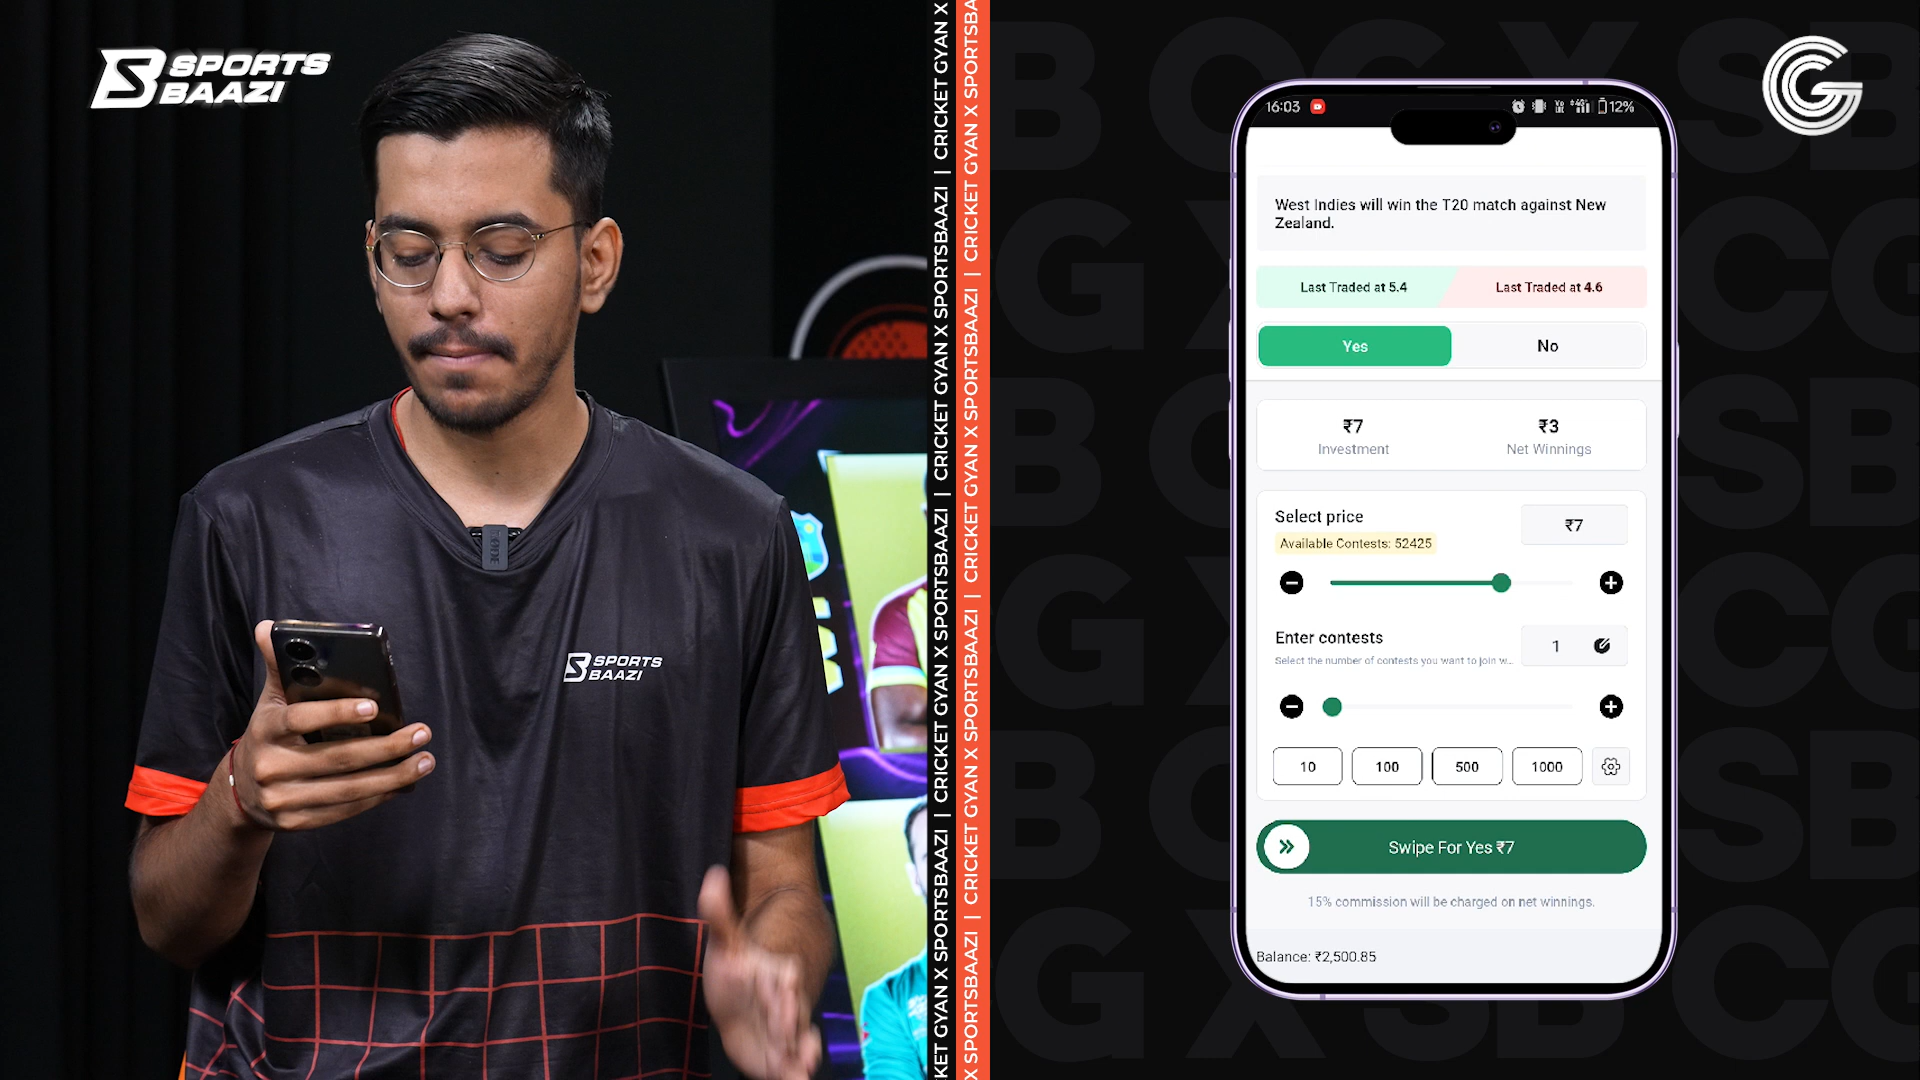 SPORTS
BAAZI
CRICKET GYAN X SPORTSBAAZI | CRICKET GYAN X SPORTSBAAZI | CRICKET GYAN X
X SPORTSBAAZI | CRICKET GYAN X SPORTSBAAZI | CRICKET GYAN X SPORTSBAAZI | CRICKET GYAN X
SPORTS
BAAZI
16:03
12%
West Indies will win the T20 match against New
Zealand.
Last Traded at 5.4
Last Traded at 4.6
Yes
No
₹7
₹3
Investment
Net Winnings
Select price
₹7
Available Contests: 52425
Enter contests
1
Select the number of contests you want to join w...
10
100
500
1000
Swipe For Yes ₹7
15% commission will be charged on net winnings.
Balance: ₹2,500.85